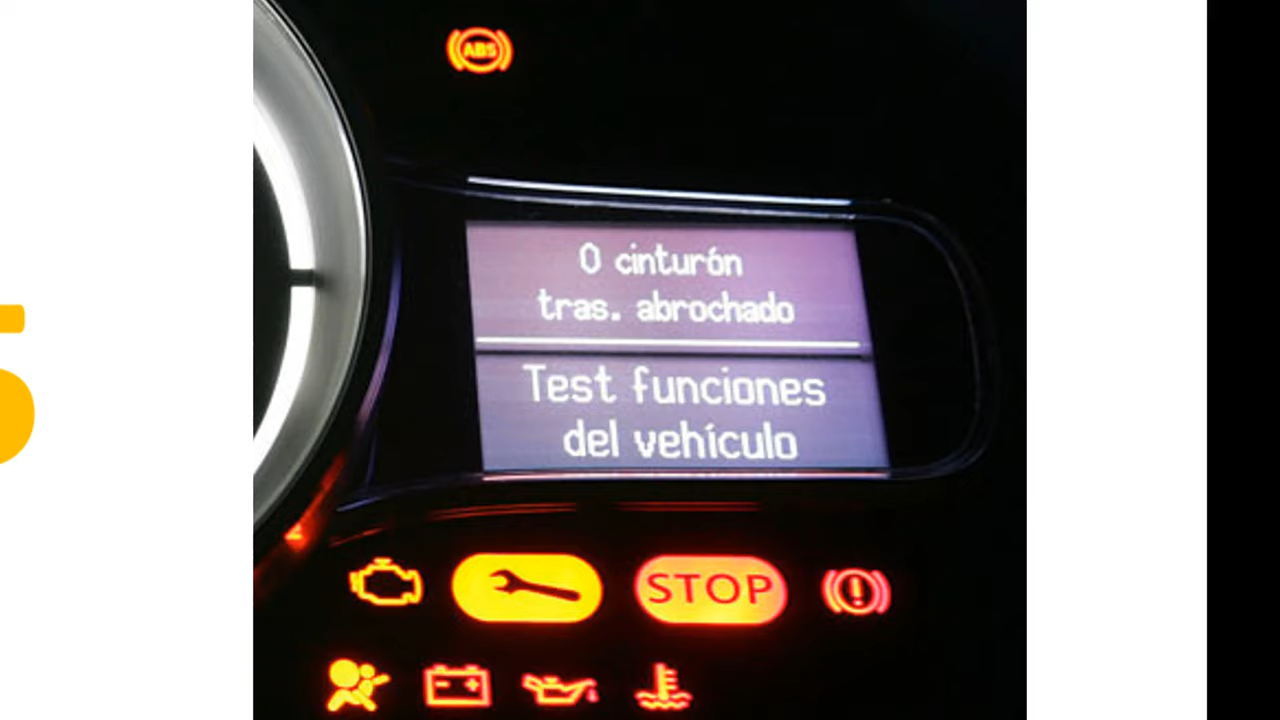 ABS
0 cinturón
tras. abrochado
Test funciones
del vehículo
STOP